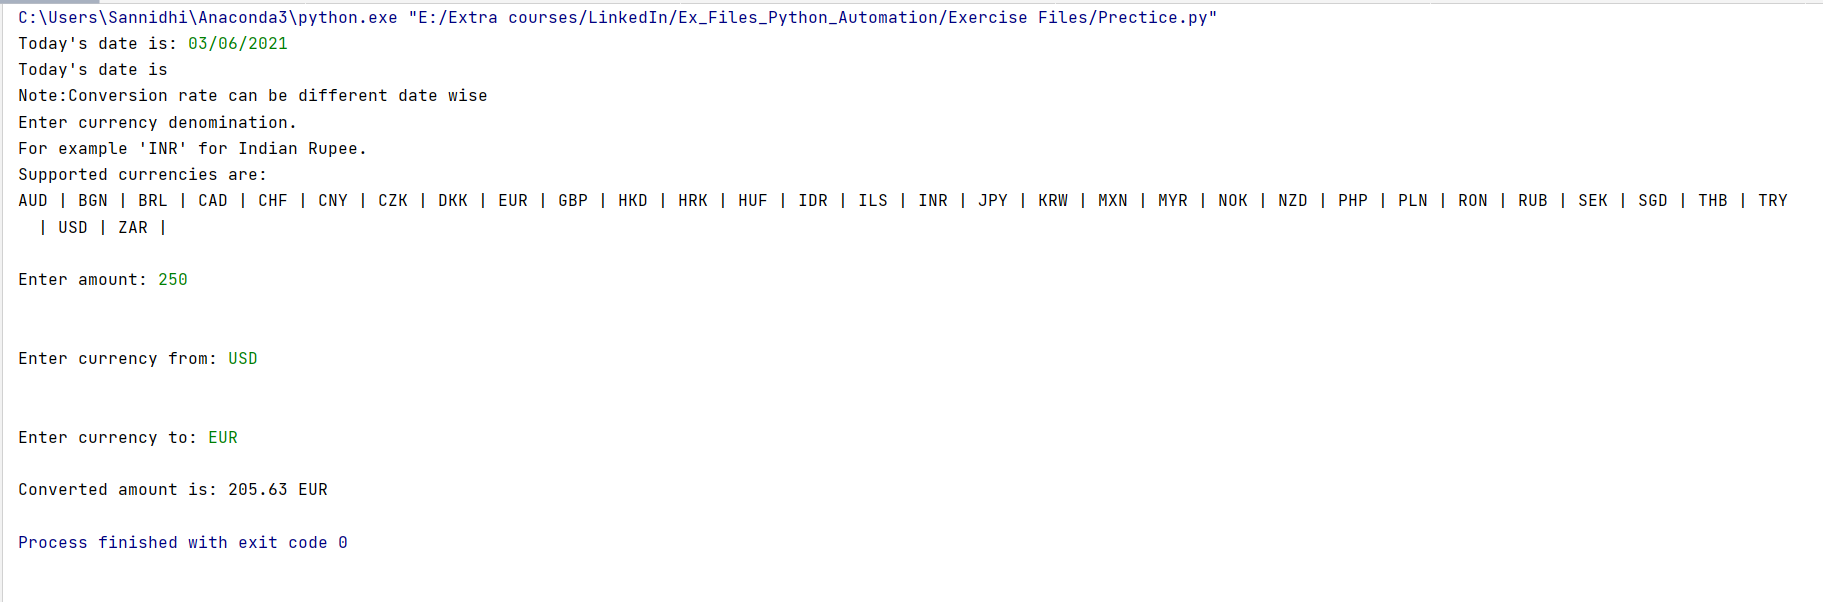 C:\Users\Sannidhi\Anaconda3\python.exe "E:/Extra courses/LinkedIn/Ex_Files_Python_Automation/Exercise Files/Prectice.py"
Today's date is: 03/06/2021
Today's date is
Note:Conversion rate can be different date wise
Enter currency denomination.
For example 'INR' for Indian Rupee.
Supported currencies are:
AUD | BGN | BRL | CAD | CHF | CNY | CZK | DKK | EUR | GBP | HKD | HRK | HUF | IDR | ILS | INR | JPY | KRW | MXN | MYR | NOK | NZD | PHP | PLN | RON | RUB | SEK | SGD | THB | TRY
| USD | ZAR |
Enter amount: 250
Enter currency from: USD
Enter currency to: EUR
Converted amount is: 205.63 EUR
Process finished with exit code 0